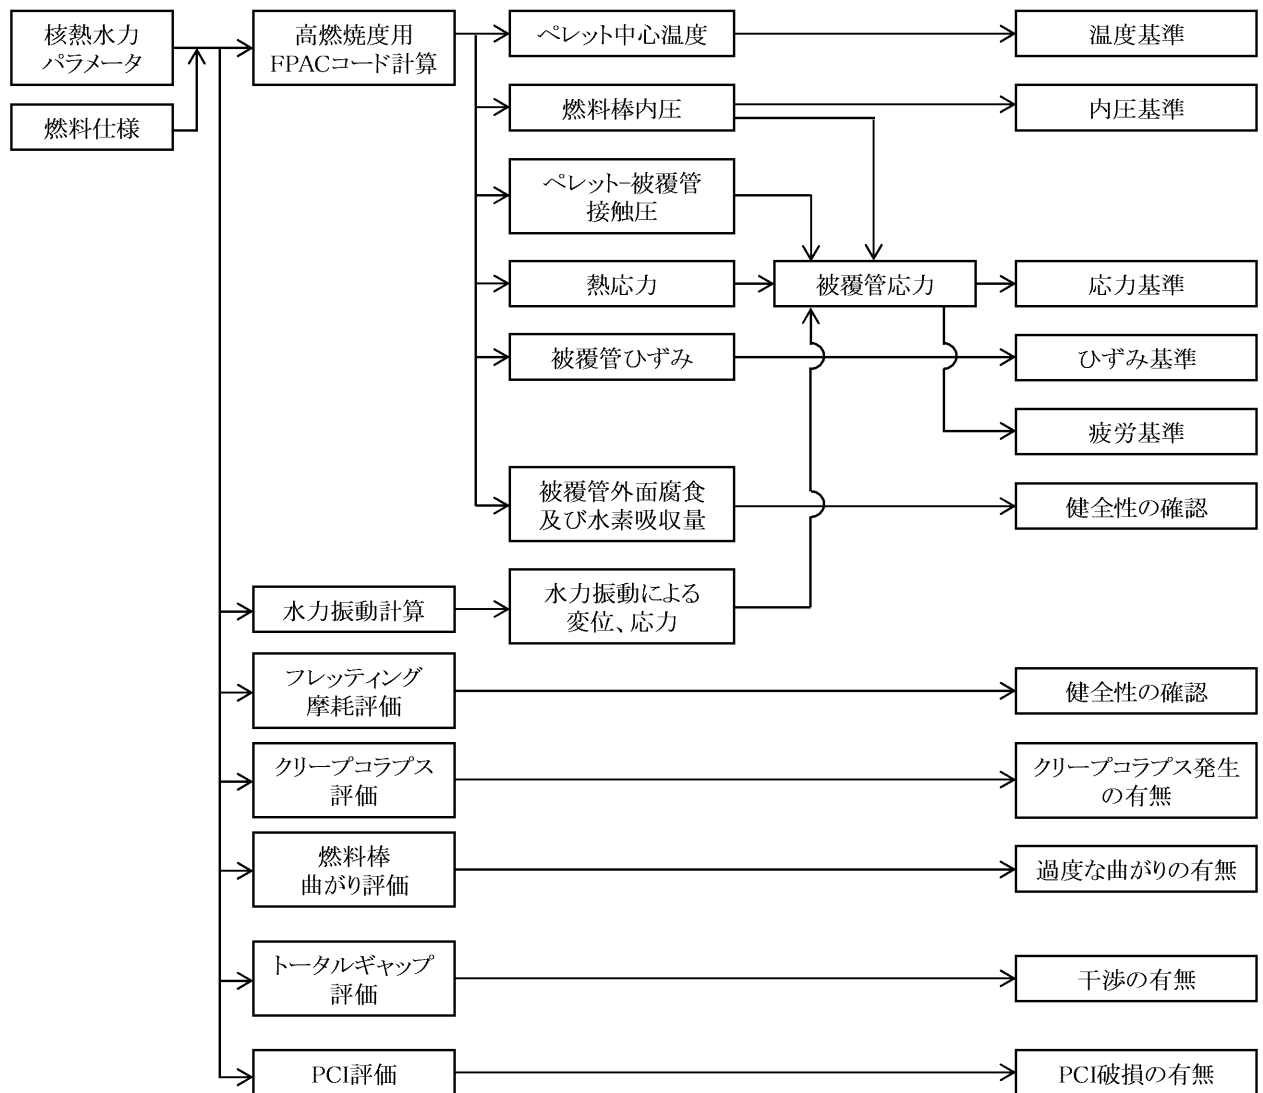 核熱水力
パラメータ
燃料仕様
高燃焼度用
FPACコード計算
ペレット中心温度
温度基準
燃料棒内圧
内圧基準
ペレット−被覆管
接触圧
熱応力
被覆管応力
応力基準
被覆管ひずみ
ひずみ基準
疲労基準
被覆管外面腐食
及び水素吸収量
健全性の確認
水力振動計算
水力振動による
変位、応力
フレッティング
摩耗評価
健全性の確認
クリープコラプス
評価
クリープコラプス発生
の有無
燃料棒
曲がり評価
過度な曲がりの有無
トータルギャップ
評価
干渉の有無
PCI評価
PCI破損の有無